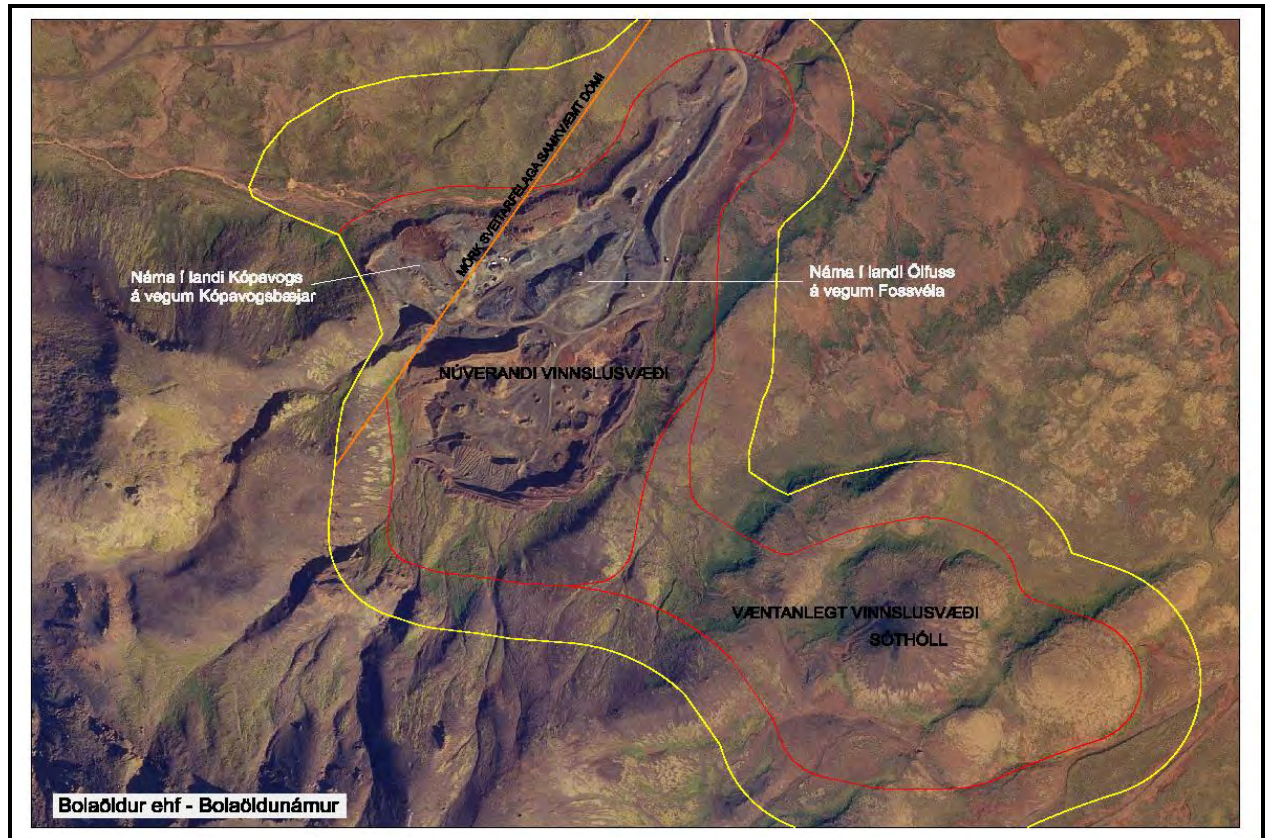 MÖRK SVEITARFÉLAGA SAMKVÆMT DÓMI
Náma í landi Kópavogs
á vegum Kópavogsbæjar
Náma í landi Ölfuss
á vegum Fossvéla
NÚVERANDI VINNSLUSVÆÐI
VÆNTANLEGT VINNSLUSVÆÐI
SÓTHÓLL
Bolaöldur ehf - Bolaöldunámur